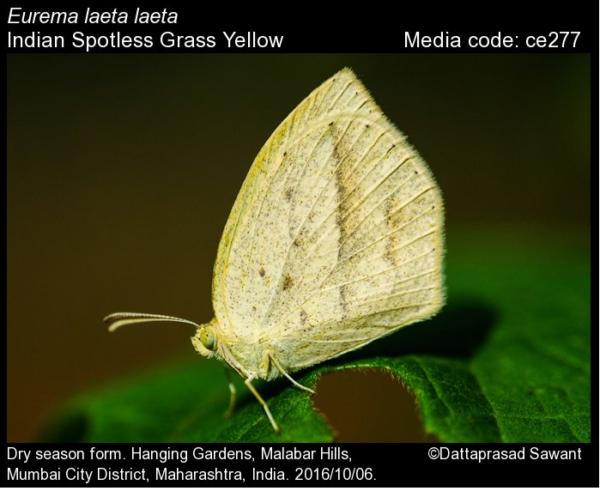 Eurema laeta laeta
Indian Spotless Grass Yellow Media code: ce277
Dry season form. Hanging Gardens, Malabar Hills, ©Dattaprasad Sawant
Mumbai City District, Maharashtra, India. 2016/10/06.